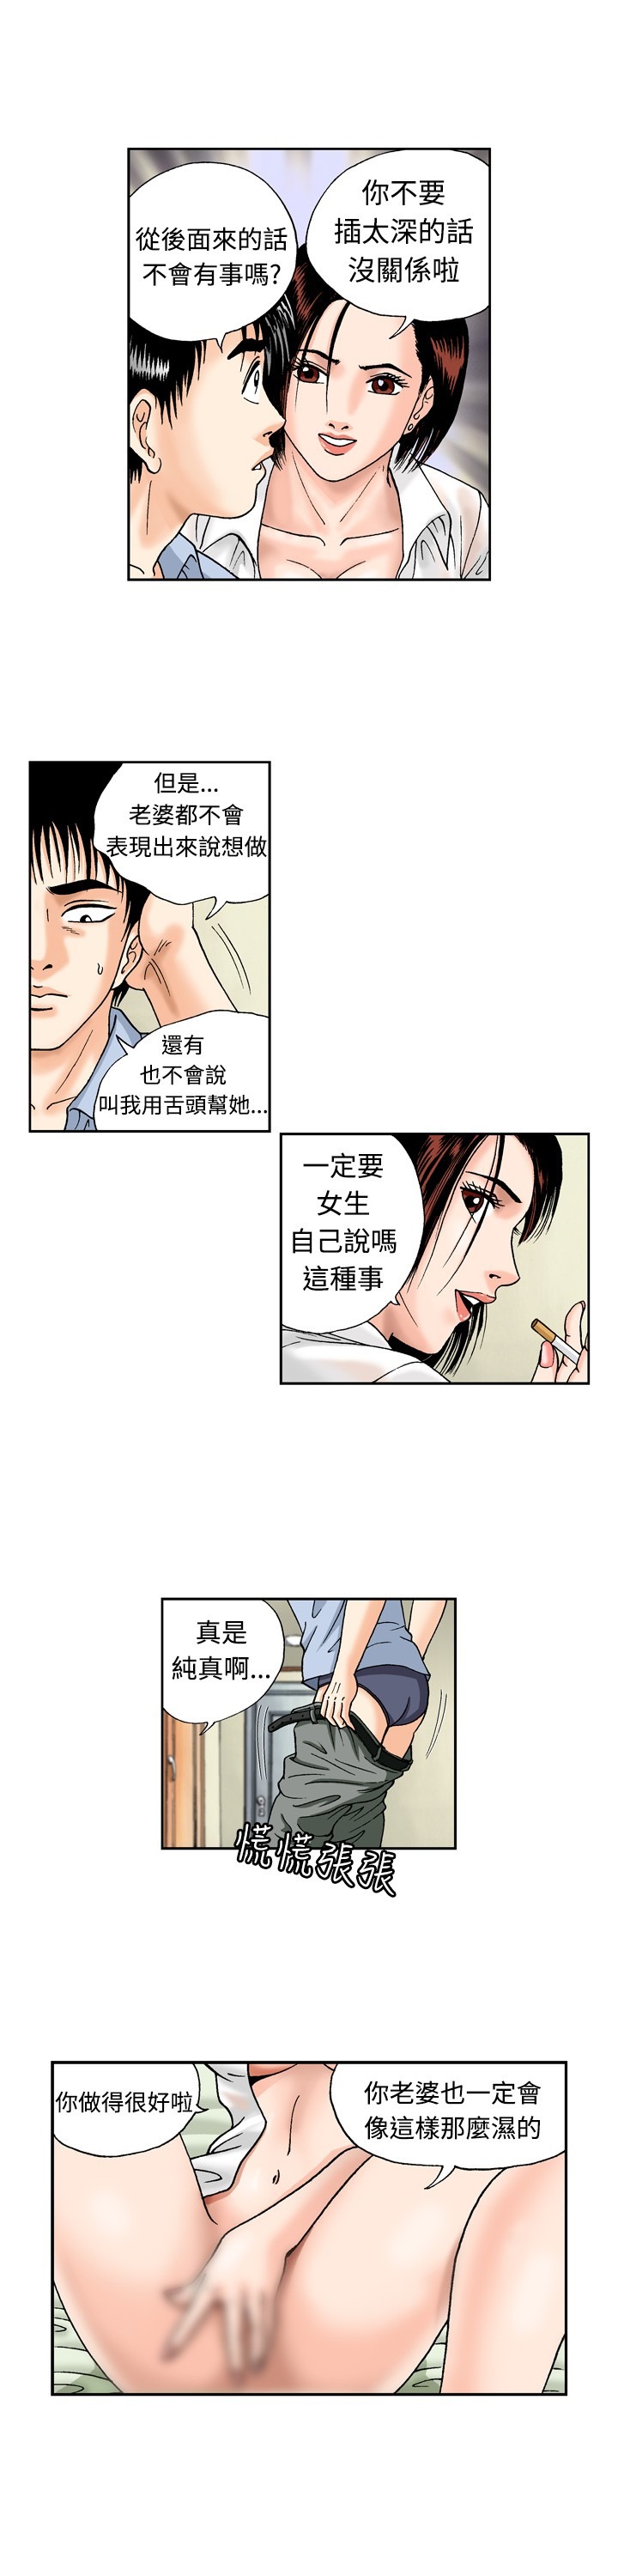 從後面來的話
不會有事嗎?
你不要
插太深的話
沒關係啦
但是...
老婆都不會
表現出來說想做
還有
也不會說
叫我用舌頭幫她...
一定要
女生
自己說嗎
這種事
真是
純真啊...
慌慌張張
你做得很好啦
你老婆也一定會
像這樣那麼濕的